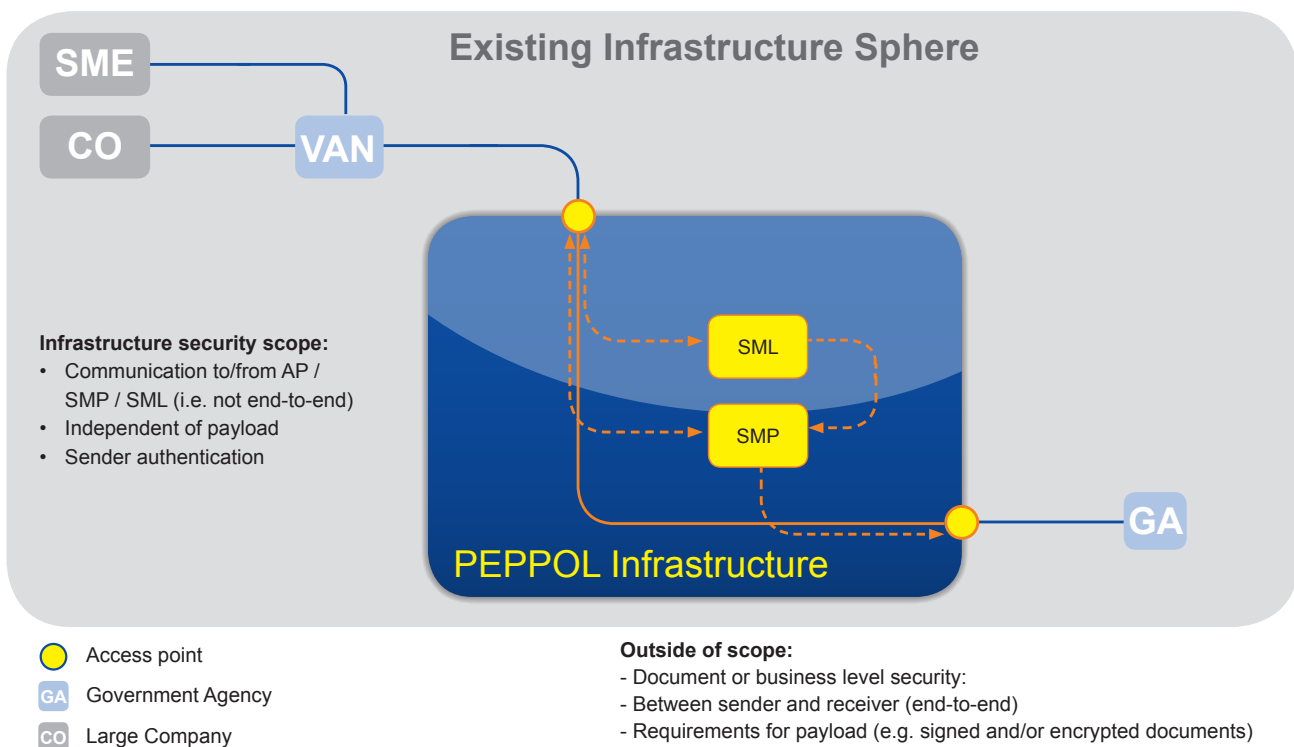 Existing Infrastructure Sphere
SME
CO
VAN
Infrastructure security scope:
• Communication to/from AP /
SMP / SML (i.e. not end-to-end)
• Independent of payload
• Sender authentication
SML
SMP
GA
PEPPOL Infrastructure
Access point
GA Government Agency
CO Large Company
Outside of scope:
- Document or business level security:
- Between sender and receiver (end-to-end)
- Requirements for payload (e.g. signed and/or encrypted documents)